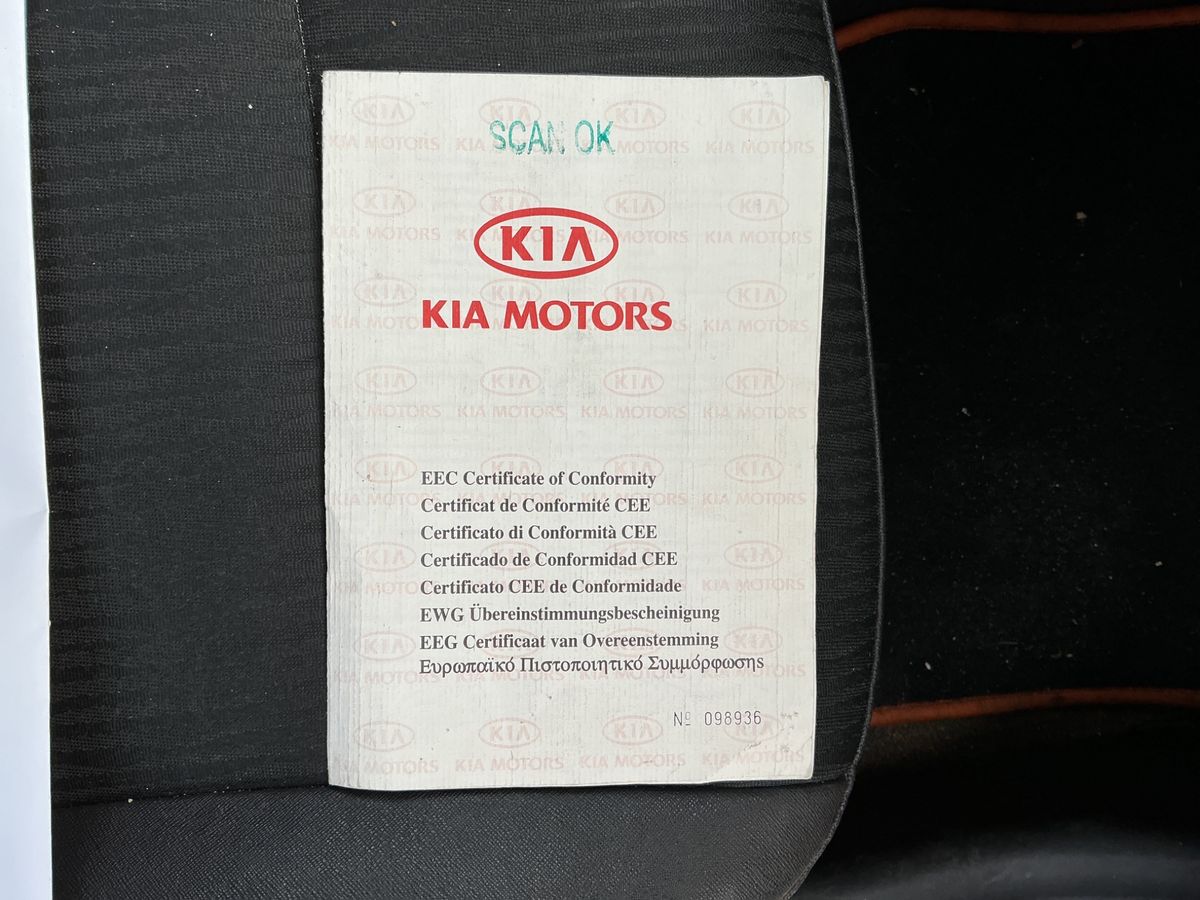 SCAN OK
KIA
KIA MOTORS
EEC Certificate of Conformity
Certificat de Conformité CEE
Certificato di Conformità CEE
Certificado de Conformidad CEE
Certificato CEE de Conformidade
EWG Übereinstimmungsbescheinigung
EEG Certificaat van Overeenstemming
Ευρωπαϊκό Πιστοποιητικό Συμμόρφωσης
Nº 098936